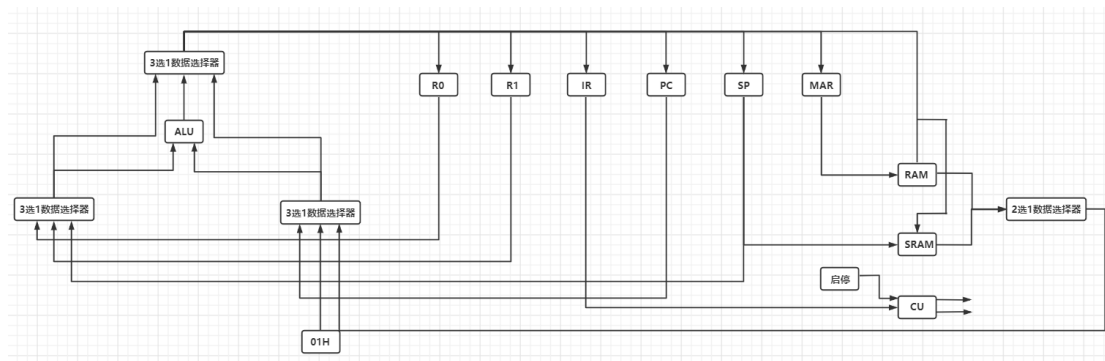 3选1数据选择器
R0
R1
IR
PC
SP
MAR
ALU
RAM
3选1数据选择器
3选1数据选择器
2选1数据选择器
SRAM
启停
CU
01H